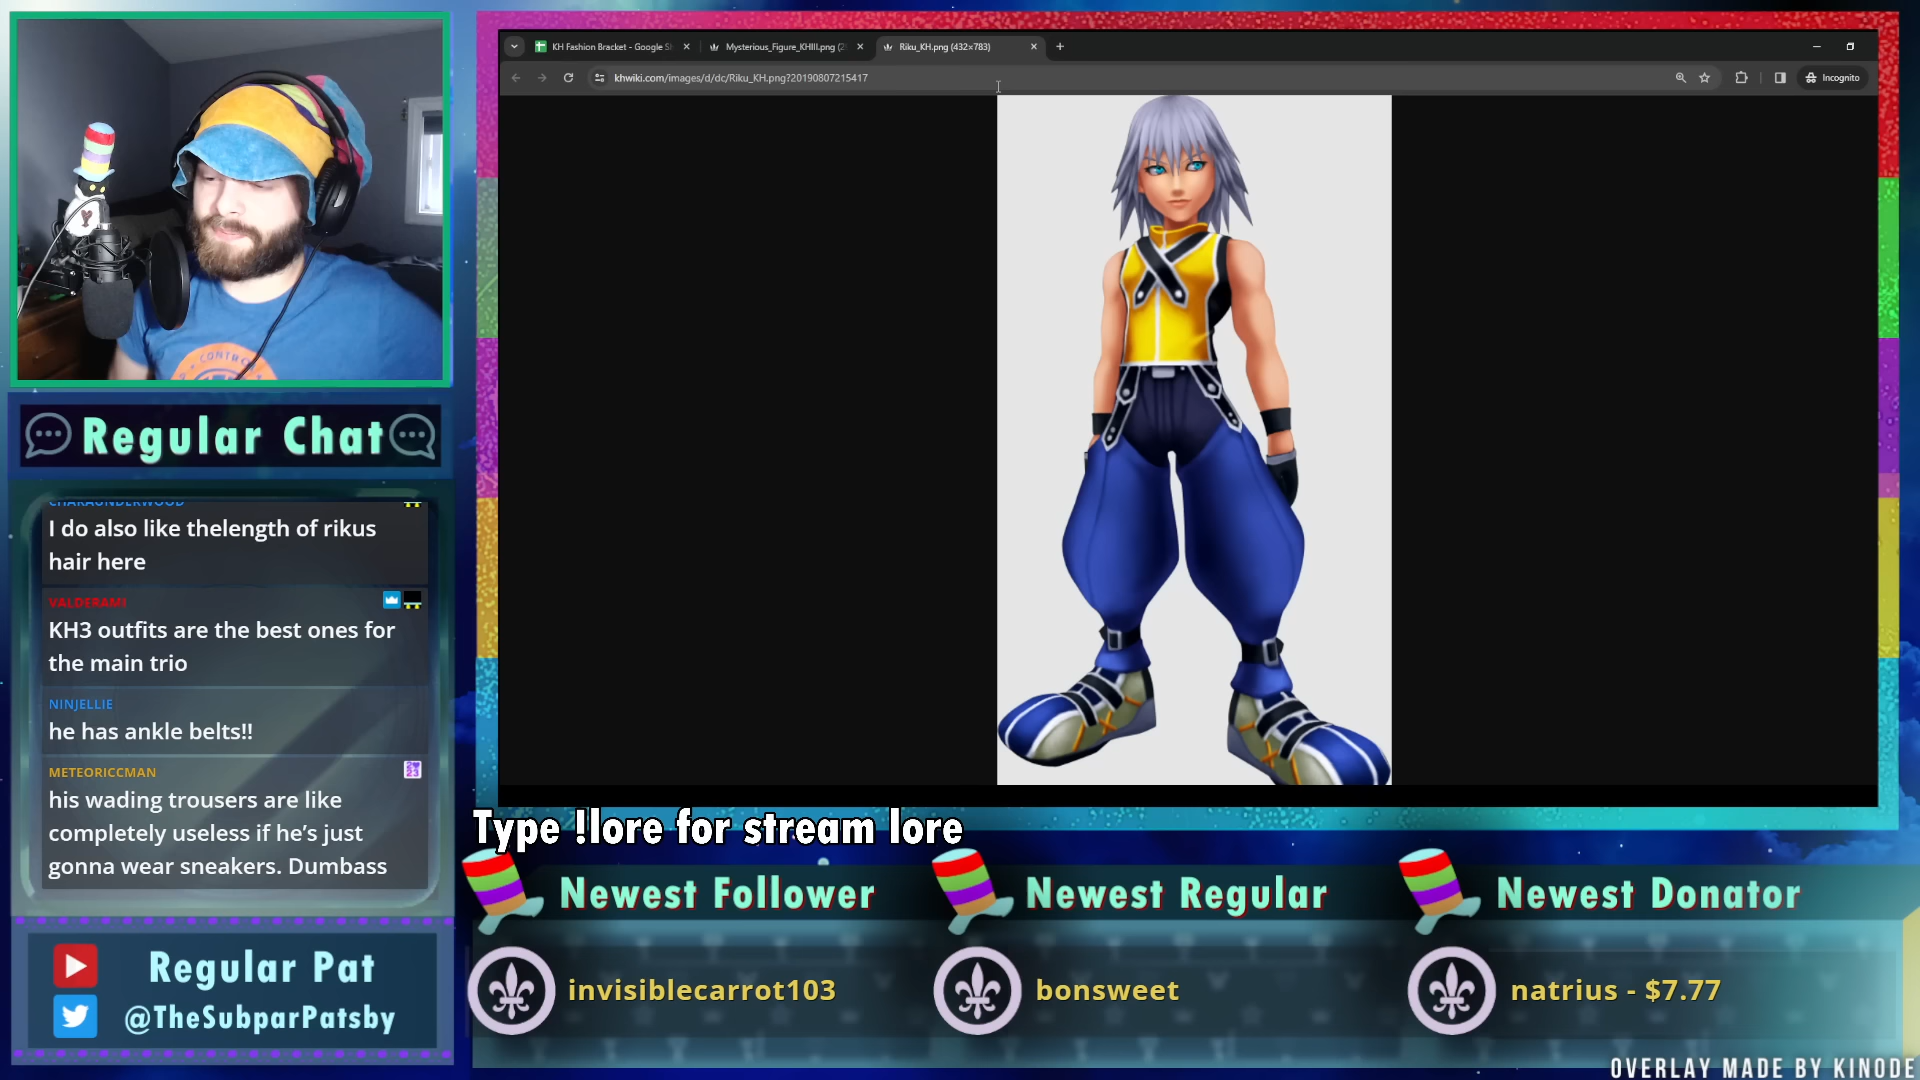 KH Fashion Bracket - Google Sh
Mysterious_Figure_KHIII.png (2
Riku_KH.png (432×783)
khwiki.com/images/d/dc/Riku_KH.png?20190807215417
Incognito
CONTR
Regular Chat
CHARAUNDERWOOD
I do also like thelength of rikus
hair here
VALDERAMI
KH3 outfits are the best ones for
the main trio
NINJELLIE
he has ankle belts!!
METEORICCMAN
his wading trousers are like
completely useless if he's just
gonna wear sneakers. Dumbass
Regular Pat
@TheSubparPatsby
Type !lore for stream lore
Newest Follower
invisiblecarrot103
Newest Regular
bonsweet
Newest Donator
natrius - $7.77
OVERLAY MADE BY KINODE